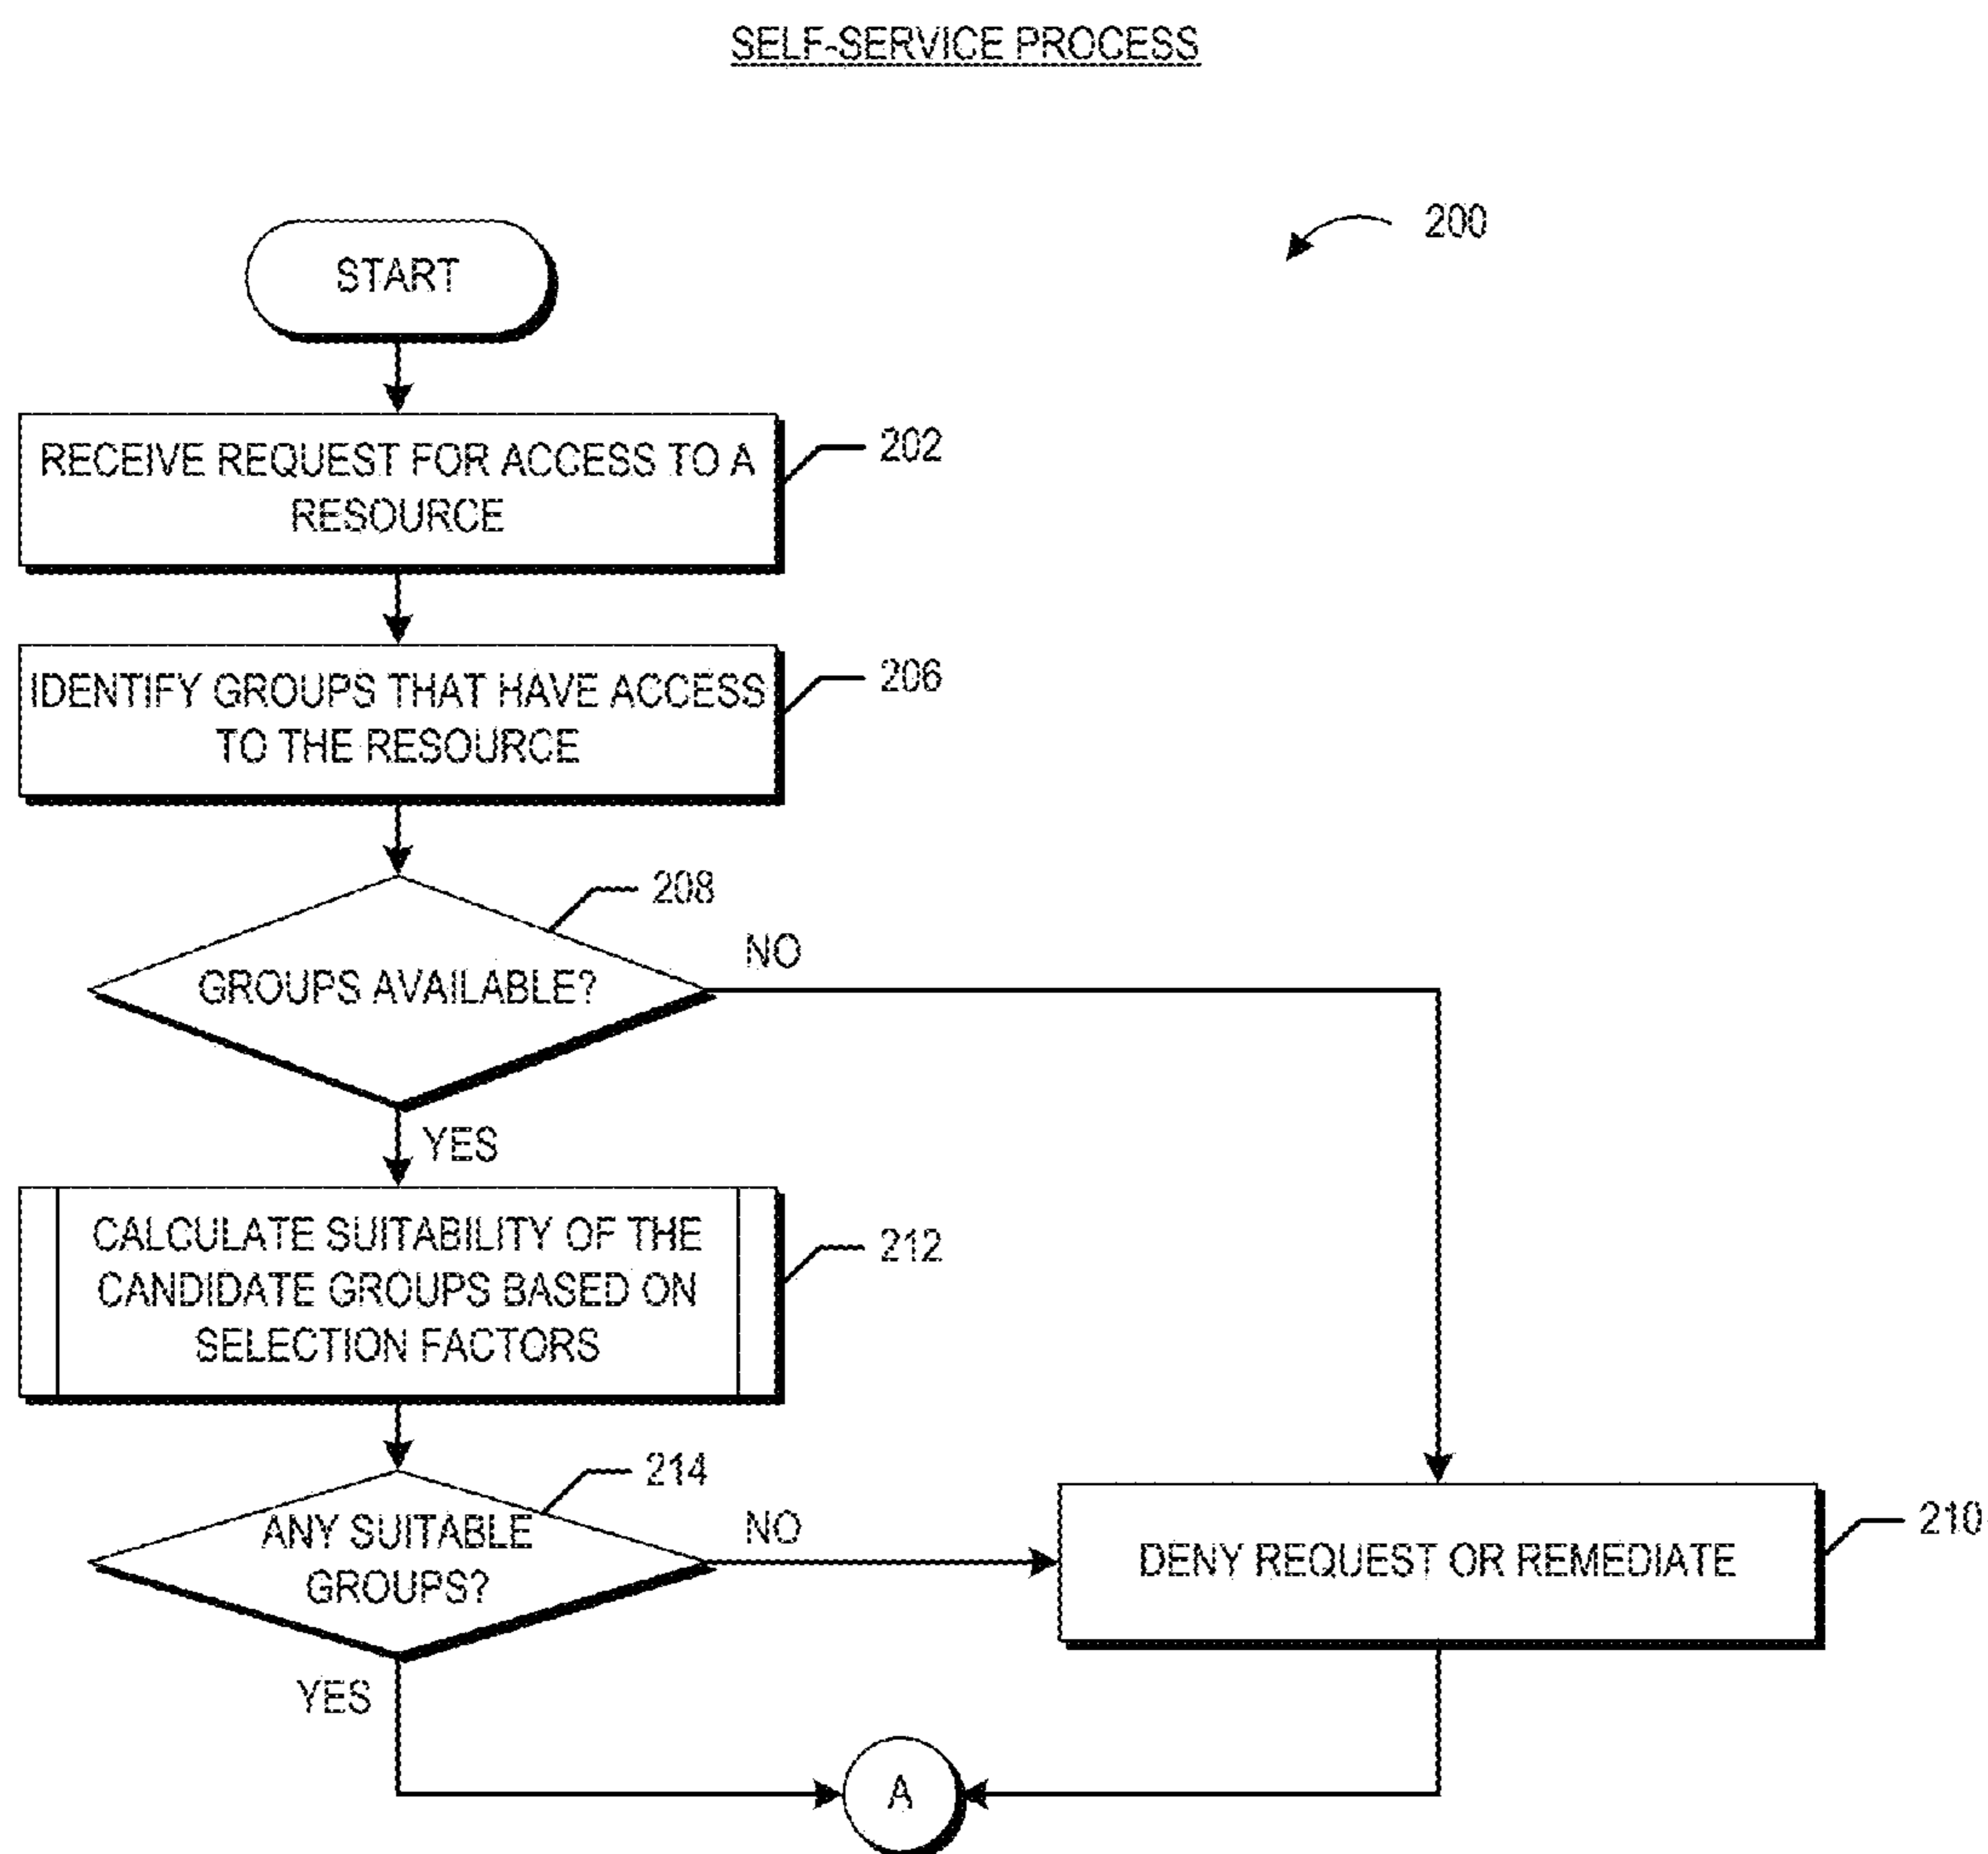 SELF-SERVICE PROCESS
200
START
RECEIVE REQUEST FOR ACCESS TO A
RESOURCE
202
IDENTIFY GROUPS THAT HAVE ACCESS
TO THE RESOURCE
206
208
GROUPS AVAILABLE?
NO
YES
CALCULATE SUITABILITY OF THE
CANDIDATE GROUPS BASED ON
SELECTION FACTORS
212
214
ANY SUITABLE
GROUPS?
NO
DENY REQUEST OR REMEDIATE
210
YES
A